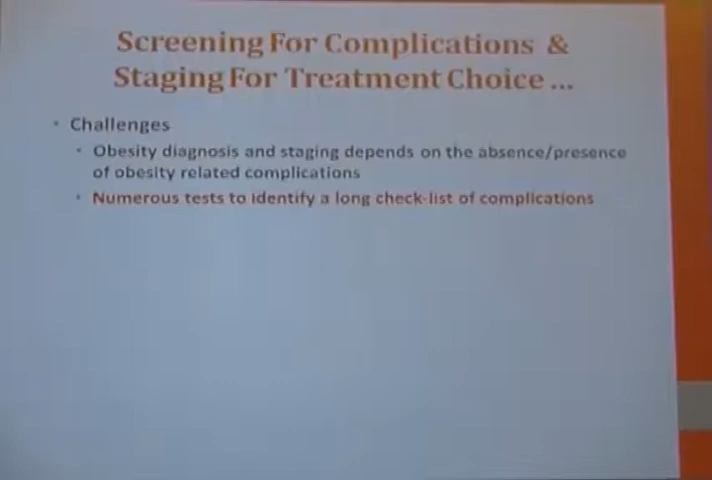 Screening For Complications &
Staging For Treatment Choice ...
• Challenges
• Obesity diagnosis and staging depends on the absence/presence
of obesity related complications
• Numerous tests to identify a long check-list of complications